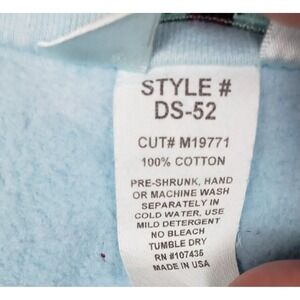 STYLE #
DS-52
CUT# M19771
100% COTTON
PRE-SHRUNK, HAND
OR MACHINE WASH
SEPARATELY IN
COLD WATER, USE
MILD DETERGENT
NO BLEACH
TUMBLE DRY
RN #107436
MADE IN USA